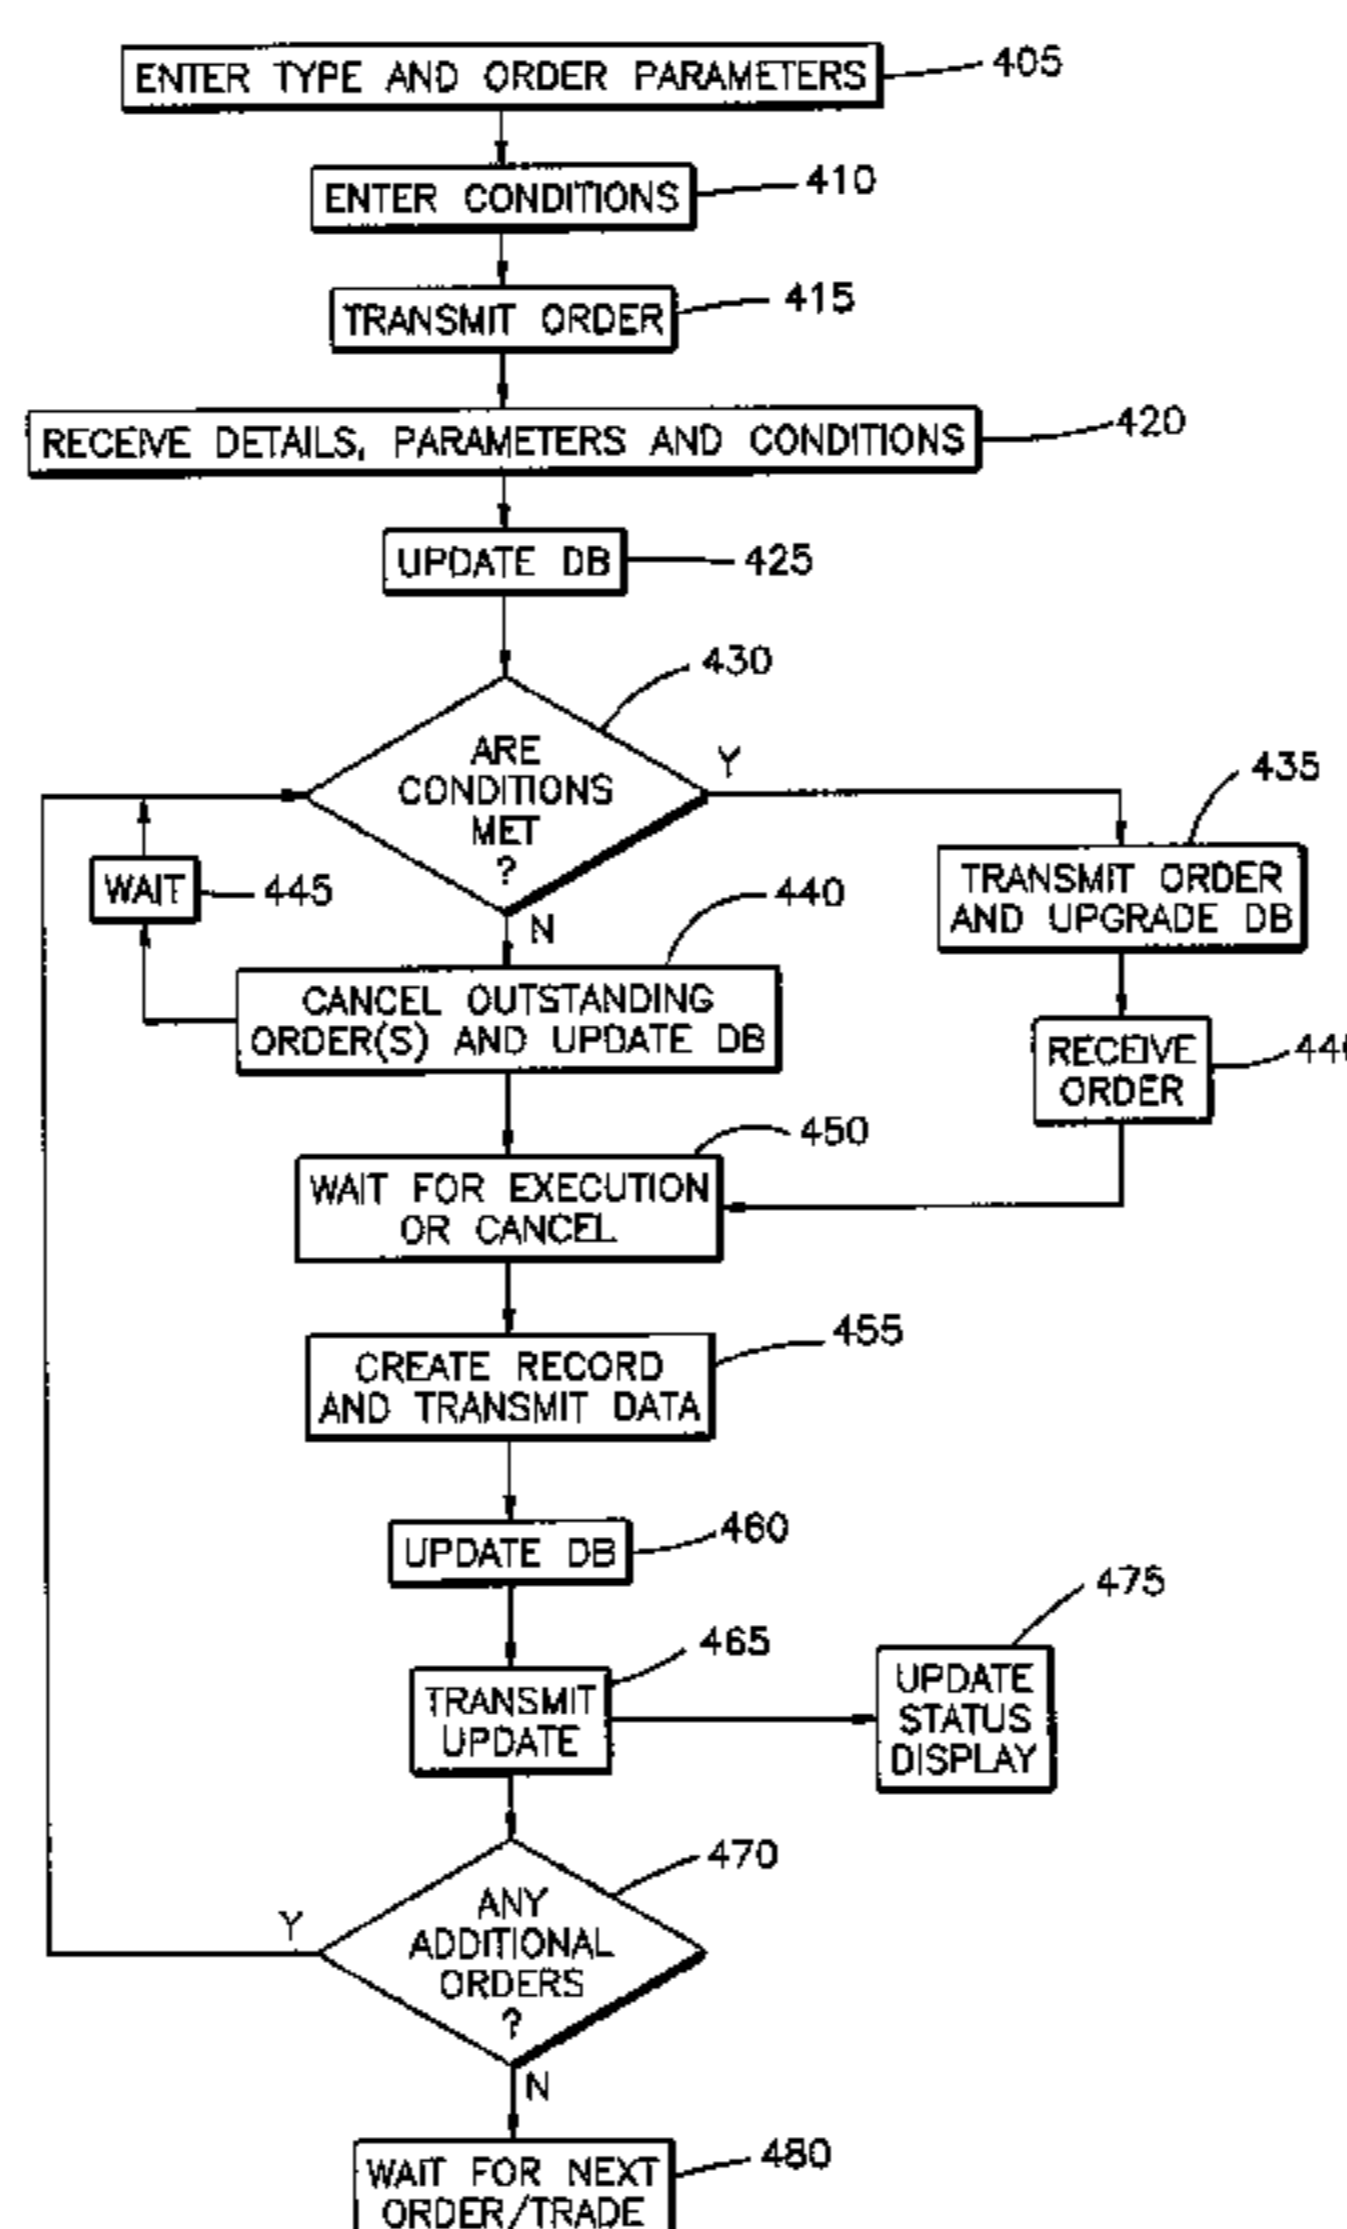 ENTER TYPE AND ORDER PARAMETERS
405
ENTER CONDITIONS
410
TRANSMIT ORDER
415
RECEIVE DETAILS, PARAMETERS AND CONDITIONS
420
UPDATE DB
425
430
ARE
CONDITIONS
MET
?
Y
N
435
TRANSMIT ORDER
AND UPGRADE DB
WAIT
445
440
CANCEL OUTSTANDING
ORDER(S) AND UPDATE DB
RECEIVE
ORDER
450
WAIT FOR EXECUTION
OR CANCEL
455
CREATE RECORD
AND TRANSMIT DATA
UPDATE DB
460
465
TRANSMIT
UPDATE
475
UPDATE
STATUS
DISPLAY
470
ANY
ADDITIONAL
ORDERS
?
Y
N
WAIT FOR NEXT
ORDER/TRADE
480